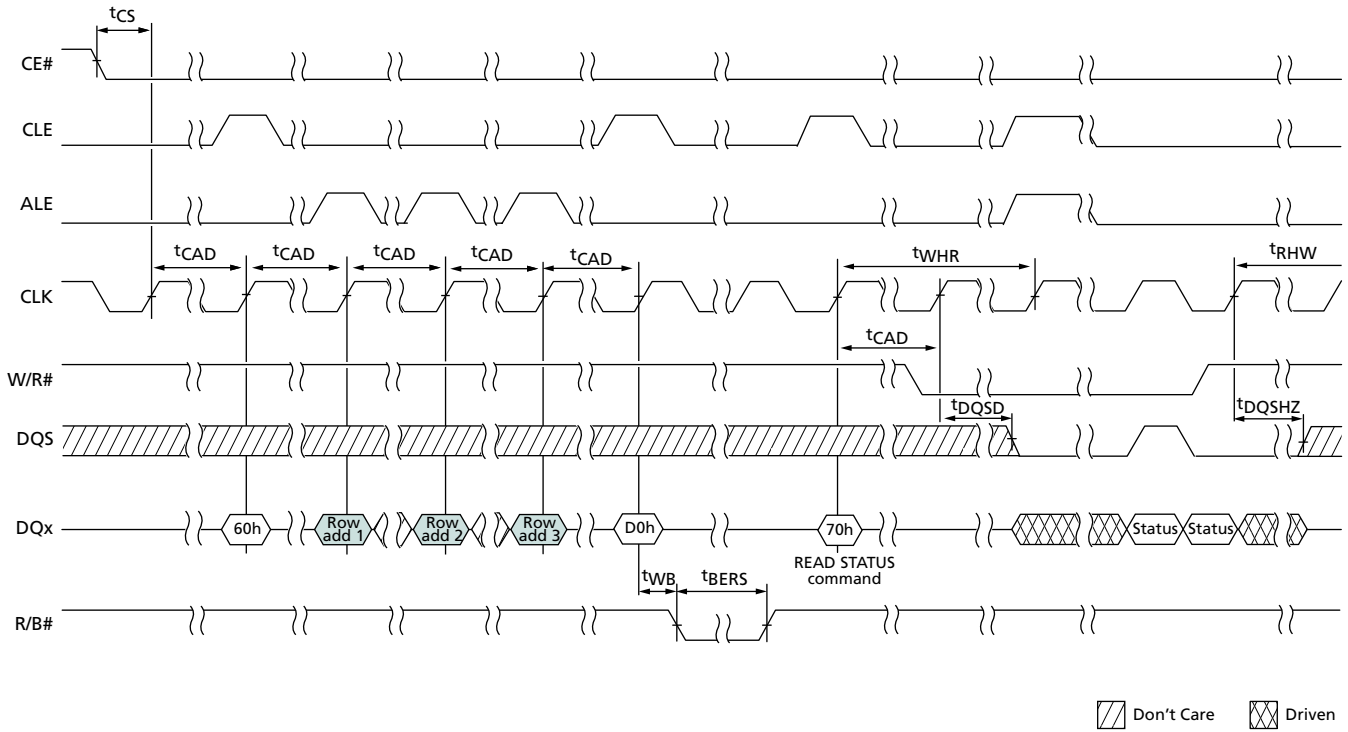 tCS
CE#
CLE
ALE
tCAD
tCAD
tCAD
tCAD
tCAD
tWHR
tRHW
CLK
tCAD
W/R#
tDQSD
tDQSHZ
DQS
DQx
60h
Row
add 1
Row
add 2
Row
add 3
D0h
70h
Status
Status
READ STATUS
command
tWB
tBERS
R/B#
Don't Care
Driven